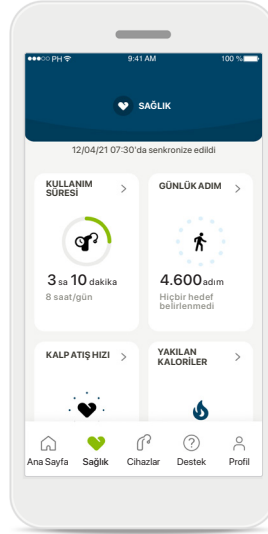 ●●●○○ PH 9:41 AM 100 %
SAĞLIK
12/04/21 07:30'da senkronize edildi
KULLANIM
SÜRESİ
3 sa 10 dakika
8 saat/gün
GÜNLÜK ADIM
4.600 adım
Hiçbir hedef
belirlenmedi
KALP ATIŞ HIZI
YAKILAN
KALORİLER
Ana Sayfa Sağlık Cihazlar Destek Profil